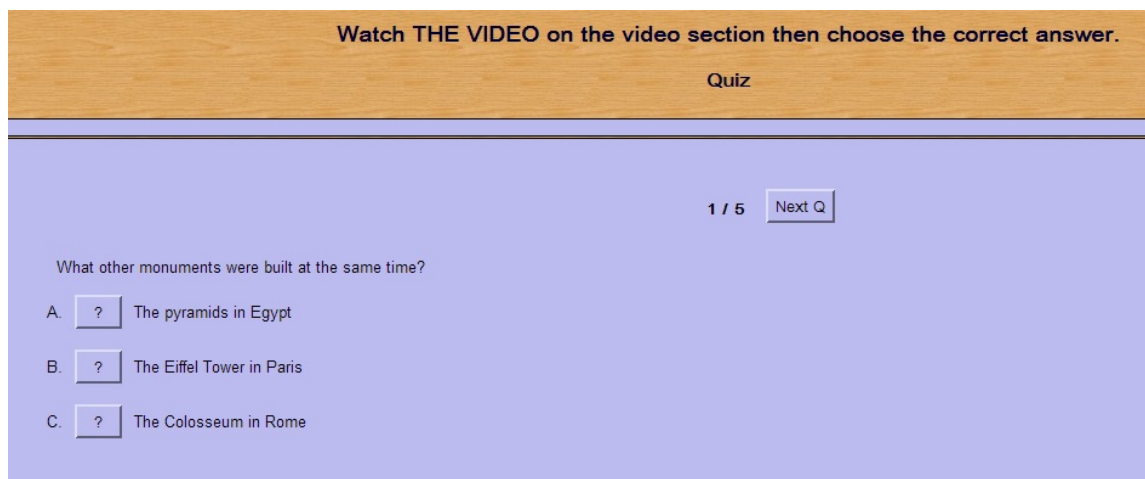 Watch THE VIDEO on the video section then choose the correct answer.
Quiz
1 / 5 Next Q
What other monuments were built at the same time?
A. ? The pyramids in Egypt
B. ? The Eiffel Tower in Paris
C. ? The Colosseum in Rome